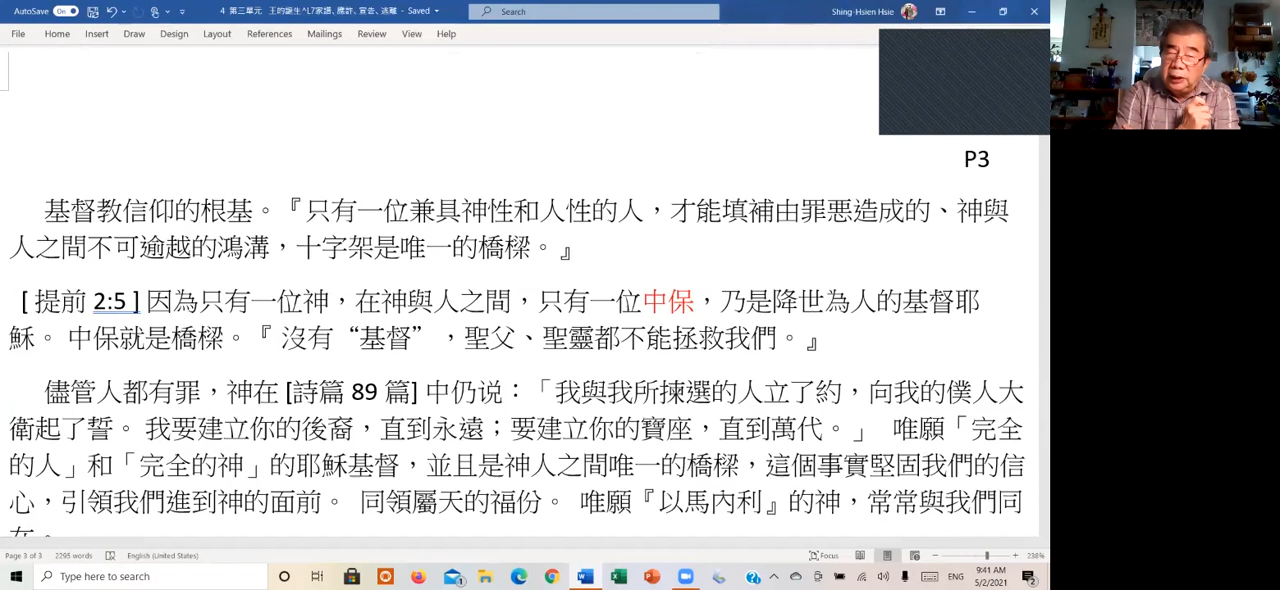 AutoSave On 4 第三單元 王的誕生^L7家譜、應許、宣告、逃離 - Saved Search Shing-Hsien Hsie
File Home Insert Draw Design Layout References Mailings Review View Help
P3
基督教信仰的根基。『只有一位兼具神性和人性的人，才能填補由罪惡造成的、神與
人之間不可逾越的鴻溝，十字架是唯一的橋樑。』
[ 提前 2:5 ] 因為只有一位神，在神與人之間，只有一位中保，乃是降世為人的基督耶
穌。 中保就是橋樑。『 沒有“基督”，聖父、聖靈都不能拯救我們。』
儘管人都有罪，神在 [詩篇 89 篇] 中仍说：「我與我所揀選的人立了約，向我的僕人大
衛起了誓。 我要建立你的後裔，直到永遠；要建立你的寶座，直到萬代。」 唯願「完全
的人」和「完全的神」的耶穌基督，並且是神人之間唯一的橋樑，這個事實堅固我們的信
心，引領我們進到神的面前。 同領屬天的福份。 唯願『以馬內利』的神，常常與我們同
在。
Page 3 of 3 2295 words English (United States) Focus 238%
Type here to search ENG 9:41 AM
5/2/2021